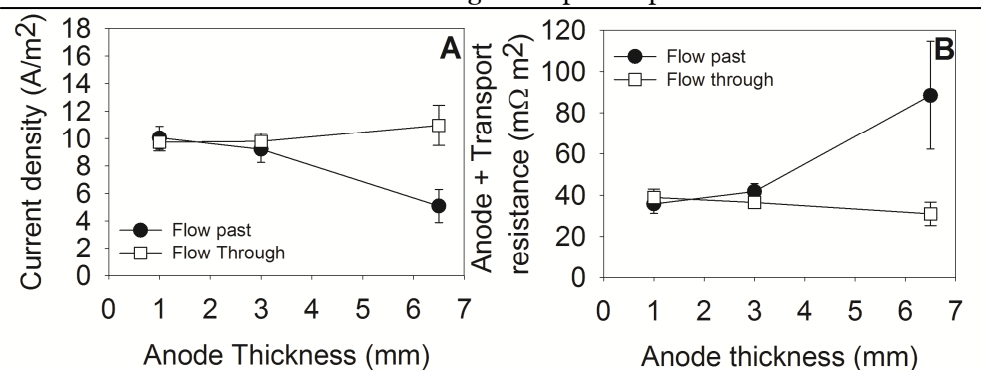 A
18
16
14
12
10
8
6
4
2
0
Current density (A/m2)
Flow past
Flow Through
0 1 2 3 4 5 6 7
Anode Thickness (mm)
B
120
100
80
60
40
20
0
Anode + Transport
resistance (mΩ m2)
Flow past
Flow through
0 1 2 3 4 5 6 7
Anode thickness (mm)